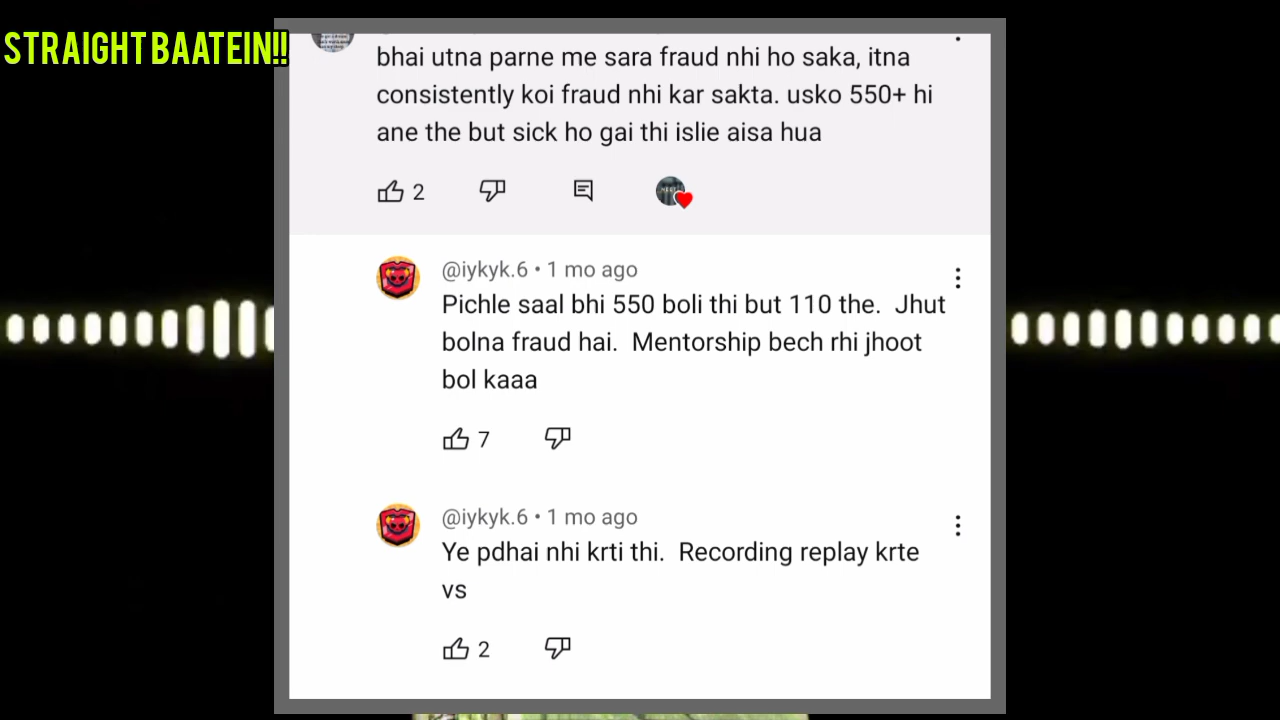 STRAIGHT BAATEIN!!
bhai utna parne me sara fraud nhi ho saka, itna
consistently koi fraud nhi kar sakta. usko 550+ hi
ane the but sick ho gai thi islie aisa hua
2
@iykyk.6 • 1 mo ago
Pichle saal bhi 550 boli thi but 110 the. Jhut
bolna fraud hai. Mentorship bech rhi jhoot
bol kaaa
7
@iykyk.6 • 1 mo ago
Ye pdhai nhi krti thi. Recording replay krte
vs
2